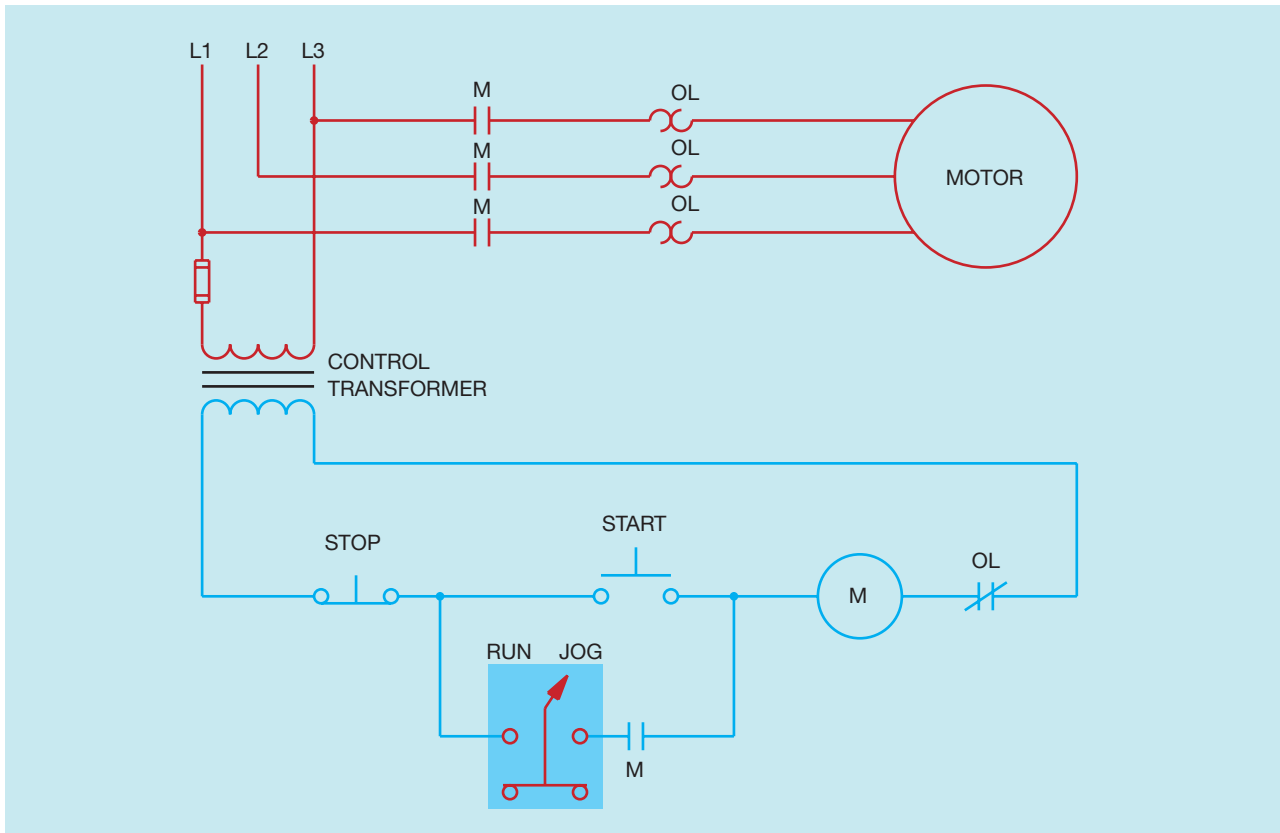 L1 L2 L3
M
OL
M
OL
MOTOR
M
OL
CONTROL
TRANSFORMER
START
STOP
OL
M
RUN JOG
M